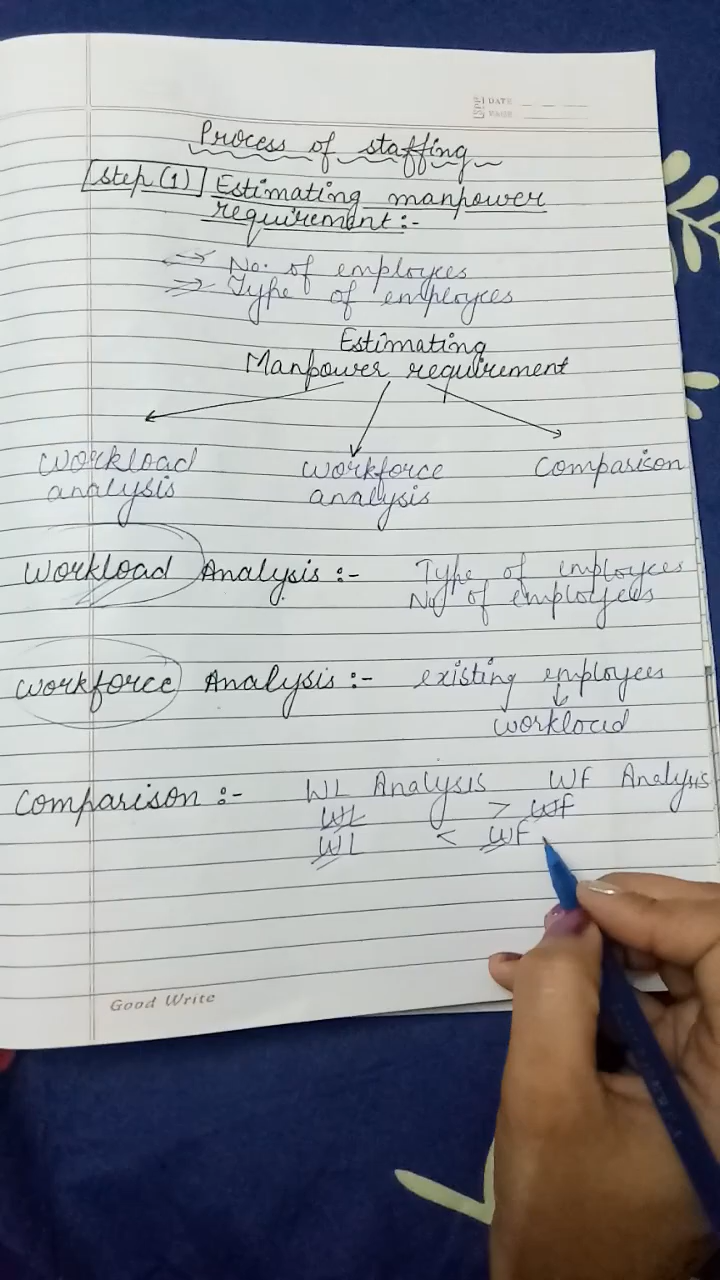 DATE
Process of staffing
Step (1) Estimating manpower
requirement:-
No. of employees
Type of employees
Estimating
Manpower requirement
Workload
analysis
Workforce
analysis
Comparison
Workload Analysis :- Type of employees
No of employees
Workforce Analysis :- existing employees
workload
Comparison :- WL Analysis WF Analysis
WL > WF
WL < WF
Good Write